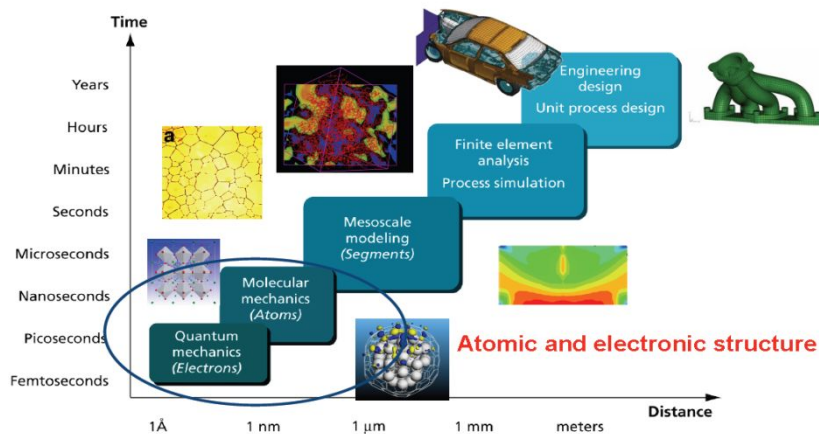 Time
Years
Hours
Minutes
Seconds
Microseconds
Nanoseconds
Picoseconds
Femtoseconds
a
Engineering
design
Unit process design
Finite element
analysis
Process simulation
Mesoscale
modeling
(Segments)
Molecular
mechanics
(Atoms)
Quantum
mechanics
(Electrons)
Atomic and electronic structure
Distance
1Å
1 nm
1 μm
1 mm
meters